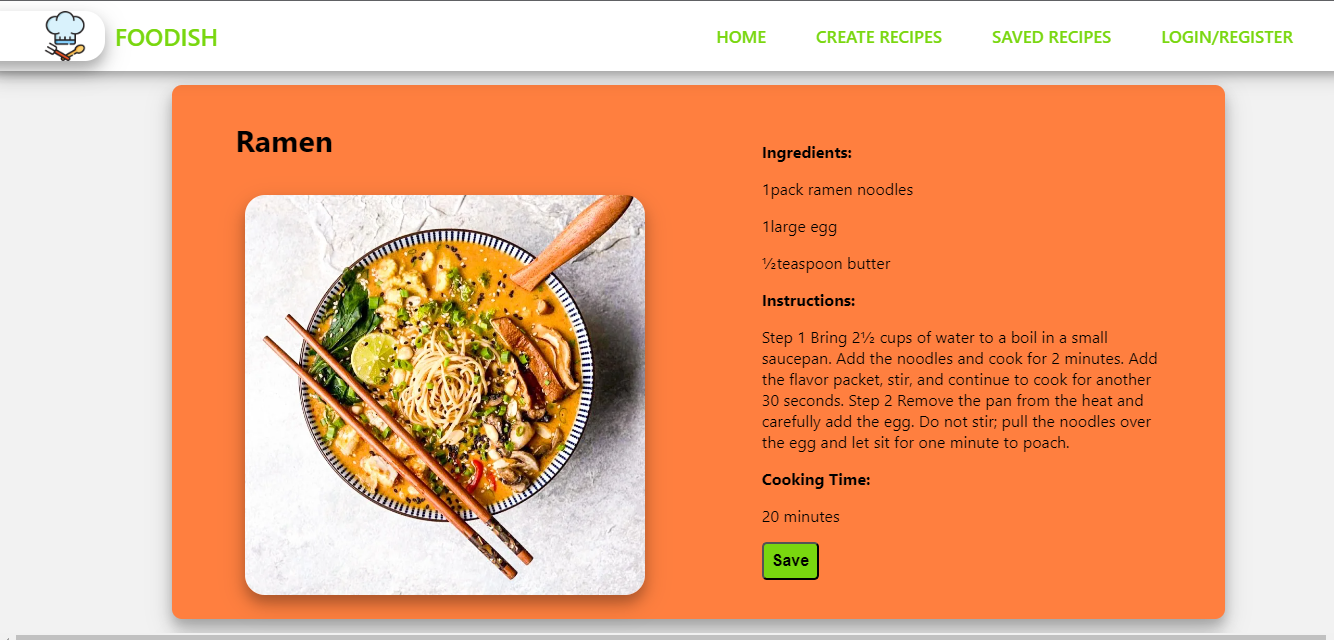 FOODISH
HOME CREATE RECIPES SAVED RECIPES LOGIN/REGISTER
Ramen
Ingredients:
1pack ramen noodles
1large egg
½teaspoon butter
Instructions:
Step 1 Bring 2½ cups of water to a boil in a small
saucepan. Add the noodles and cook for 2 minutes. Add
the flavor packet, stir, and continue to cook for another
30 seconds. Step 2 Remove the pan from the heat and
carefully add the egg. Do not stir; pull the noodles over
the egg and let sit for one minute to poach.
Cooking Time:
20 minutes
Save